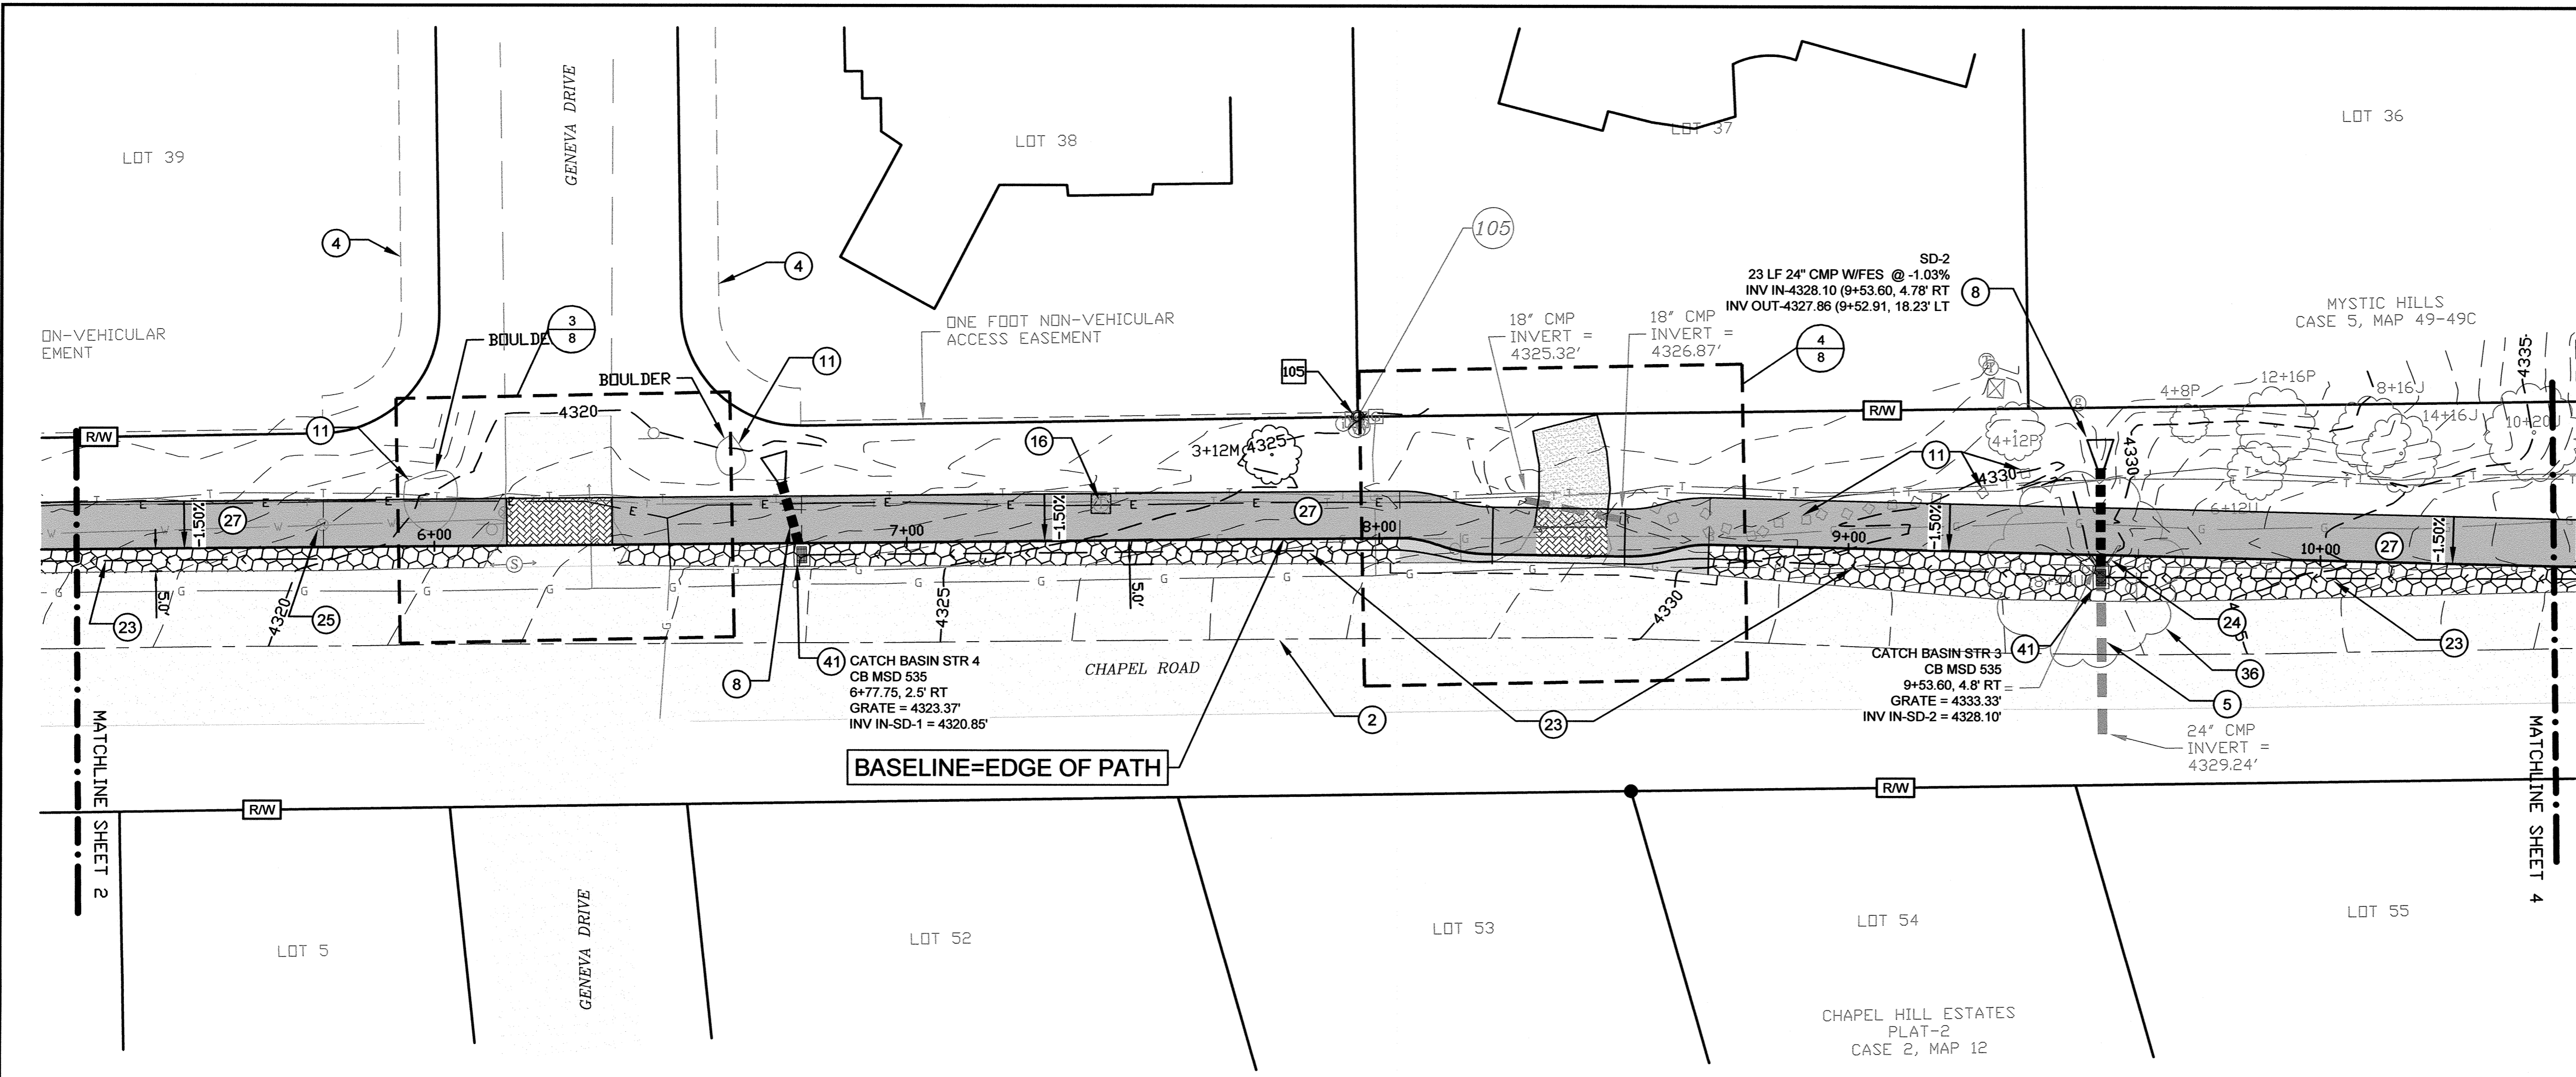 LOT 39
GENEVA DRIVE
LOT 38
LOT 37
LOT 36
4
4
105
SD-2
23 LF 24" CMP W/FES @ -1.03%
INV IN-4328.10 (9+53.60, 4.78' RT
INV OUT-4327.86 (9+52.91, 18.23' LT
8
MYSTIC HILLS
CASE 5, MAP 49-49C
ON-VEHICULAR
EMENT
BOULDE
3
8
BOULDER
11
ONE FOOT NON-VEHICULAR
ACCESS EASEMENT
105
18" CMP
INVERT =
4325.32'
18" CMP
INVERT =
4326.87'
4
8
4335
4+8P
12+16P
8+16J
14+16J
10+20J
4+12P
6+12U
R/W
R/W
11
4320
16
3+12M
4325
11
4330
4330
-1.50%
27
6+00
7+00
-1.50%
27
8+00
9+00
-1.50%
10+00
27
-1.50%
23
5.0'
4320
25
S
4325
5.0'
4330
24
23
8
41
CATCH BASIN STR 4
CB MSD 535
6+77.75, 2.5' RT
GRATE = 4323.37'
INV IN-SD-1 = 4320.85'
CHAPEL ROAD
2
23
41
CATCH BASIN STR 3
CB MSD 535
9+53.60, 4.8' RT
GRATE = 4333.33'
INV IN-SD-2 = 4328.10'
36
5
24" CMP
INVERT =
4329.24'
BASELINE=EDGE OF PATH
MATCHLINE SHEET 2
MATCHLINE SHEET 4
R/W
R/W
LOT 5
GENEVA DRIVE
LOT 52
LOT 53
LOT 54
LOT 55
CHAPEL HILL ESTATES
PLAT-2
CASE 2, MAP 12